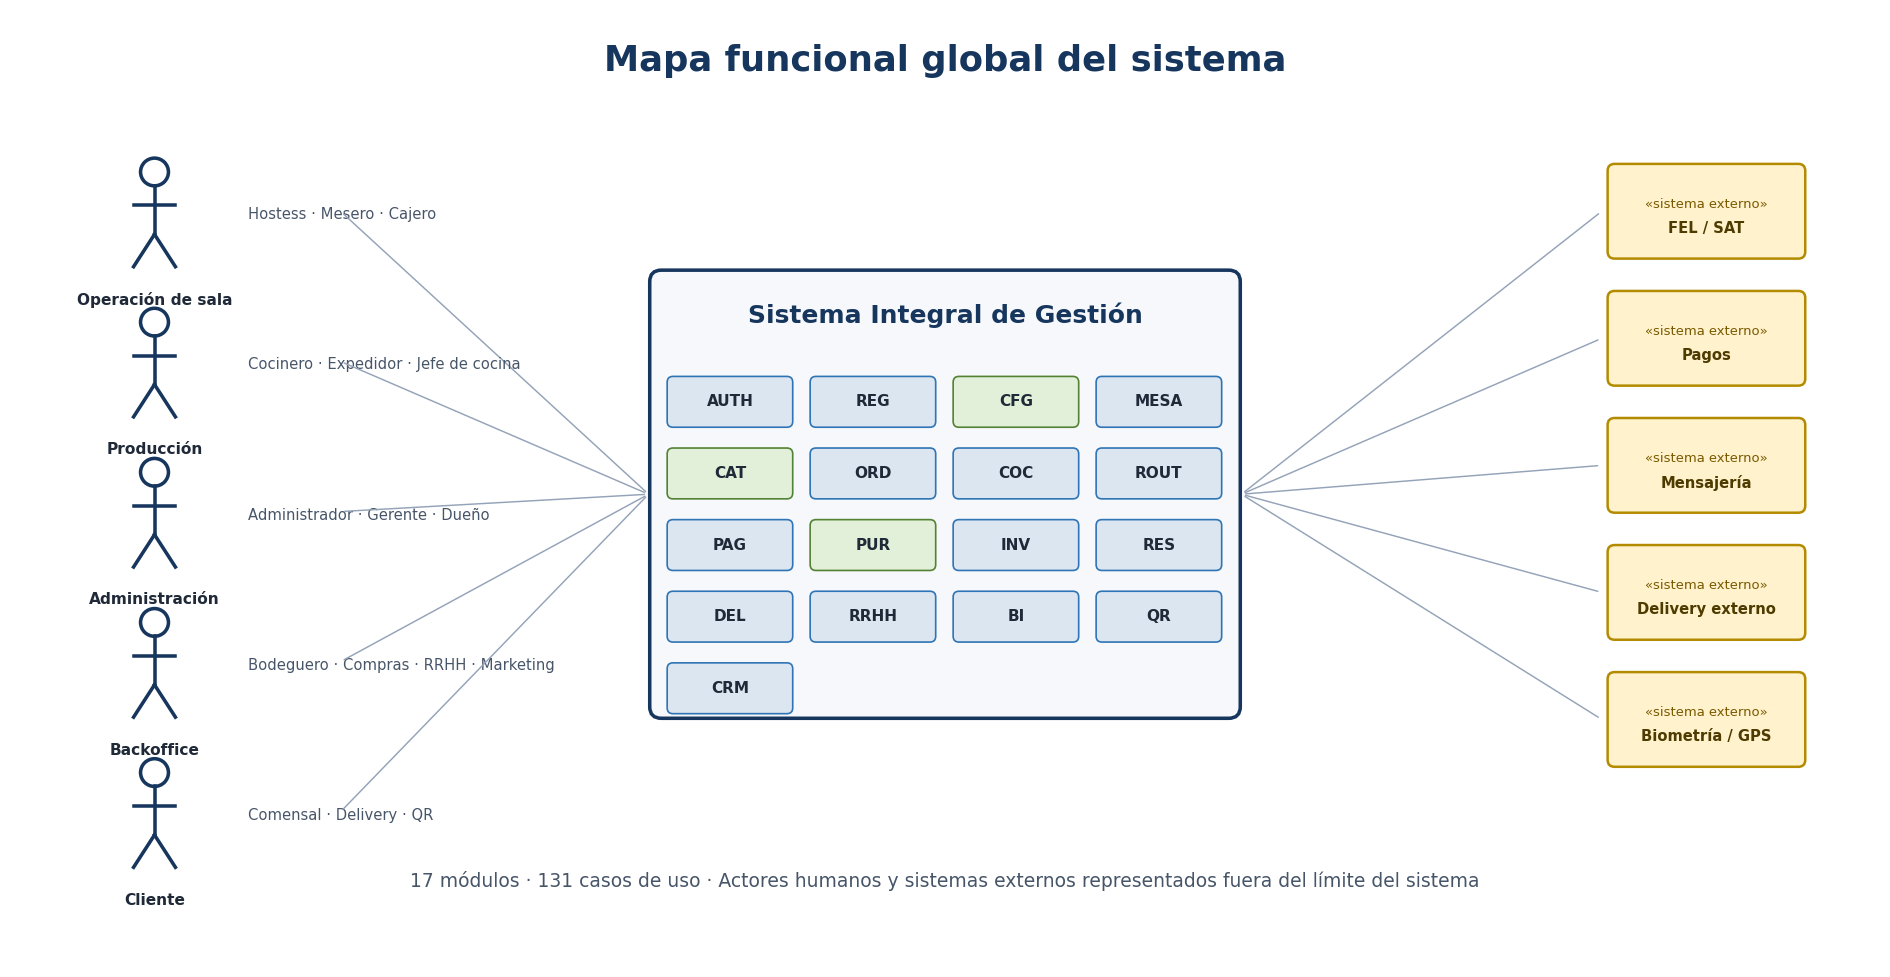 Mapa funcional global del sistema
Hostess · Mesero · Cajero
Operación de sala
Cocinero · Expedidor · Jefe de cocina
Producción
Administrador · Gerente · Dueño
Administración
Bodeguero · Compras · RRHH · Marketing
Backoffice
Comensal · Delivery · QR
Cliente
Sistema Integral de Gestión
AUTH REG CFG MESA
CAT ORD COC ROUT
PAG PUR INV RES
DEL RRHH BI QR
CRM
«sistema externo»
FEL / SAT
«sistema externo»
Pagos
«sistema externo»
Mensajería
«sistema externo»
Delivery externo
«sistema externo»
Biometría / GPS
17 módulos · 131 casos de uso · Actores humanos y sistemas externos representados fuera del límite del sistema